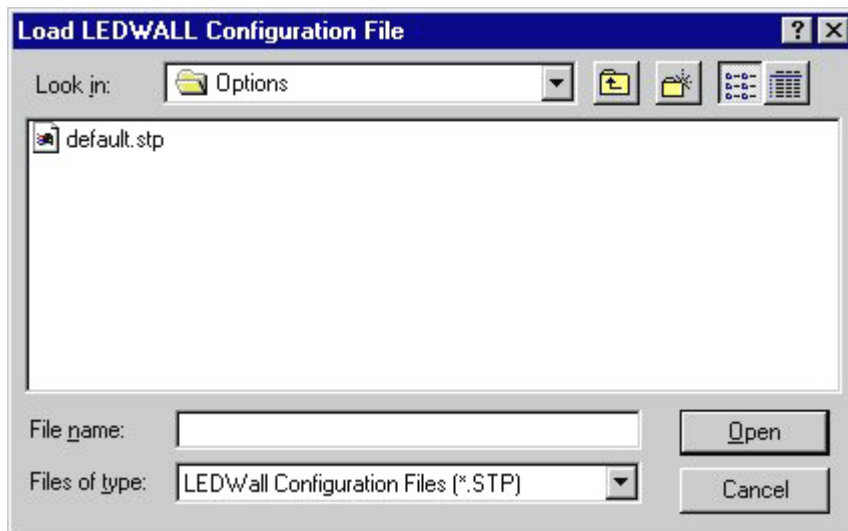 Load LEDWALL Configuration File
Look in: Options
default.stp
File name: Open
Files of type: LEDWall Configuration Files (*.STP) Cancel